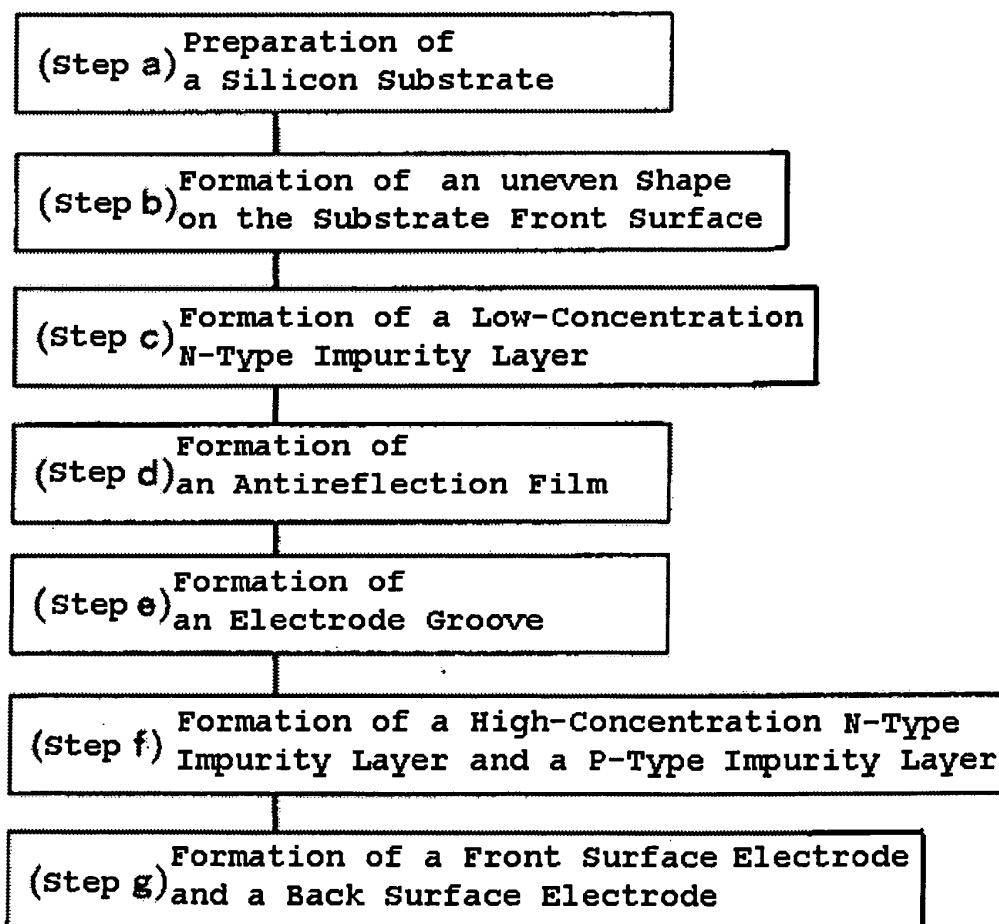 (Step a) Preparation of
a Silicon Substrate
(Step b) Formation of an uneven Shape
on the Substrate Front Surface
(Step c) Formation of a Low-Concentration
N-Type Impurity Layer
(Step d) Formation of
an Antireflection Film
(Step e) Formation of
an Electrode Groove
(Step f) Formation of a High-Concentration N-Type
Impurity Layer and a P-Type Impurity Layer
(Step g) Formation of a Front Surface Electrode
and a Back Surface Electrode